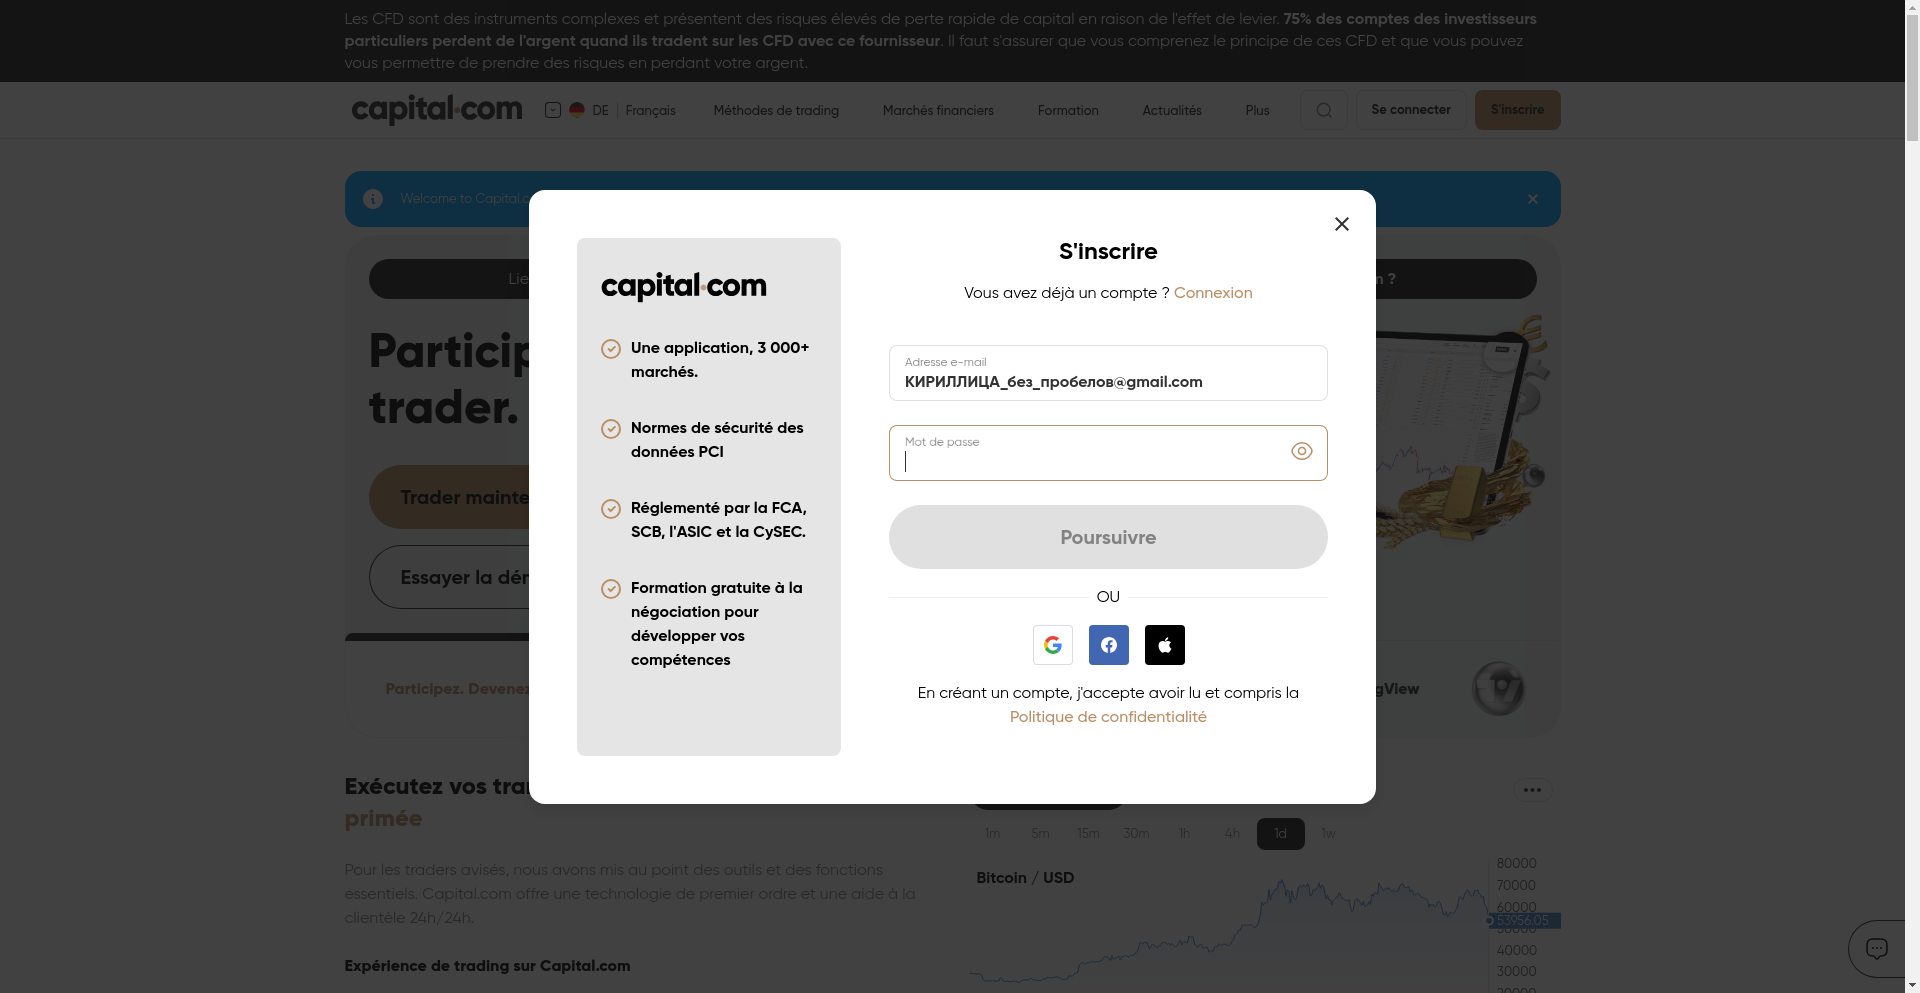 Les CFD sont des instruments complexes et présentent des risques élevés de perte rapide de capital en raison de l'effet de levier. 75% des comptes des investisseurs
particuliers perdent de l'argent quand ils tradent sur les CFD avec ce fournisseur. Il faut s'assurer que vous comprenez le principe de ces CFD et que vous pouvez
vous permettre de prendre des risques en perdant votre argent.
capital.com DE Français Méthodes de trading Marchés financiers Formation Actualités Plus Se connecter S'inscrire
Welcome to Capital.c
Lie
n ?
Particip
trader.
Trader mainte
Essayer la dén
Participez. Devenez
gView
capital.com
Une application, 3 000+
marchés.
Normes de sécurité des
données PCI
Réglementé par la FCA,
SCB, l'ASIC et la CySEC.
Formation gratuite à la
négociation pour
développer vos
compétences
S'inscrire
Vous avez déjà un compte ? Connexion
Adresse e-mail
КИРИЛЛИЦА_без_пробелов@gmail.com
Mot de passe
Poursuivre
OU
En créant un compte, j'accepte avoir lu et compris la
Politique de confidentialité
Exécutez vos tra
primée
Pour les traders avisés, nous avons mis au point des outils et des fonctions
essentiels. Capital.com offre une technologie de premier ordre et une aide à la
clientèle 24h/24h.
Expérience de trading sur Capital.com
1m 5m 15m 30m 1h 4h 1d 1w
Bitcoin / USD
80000
70000
60000
53956.05
50000
40000
30000